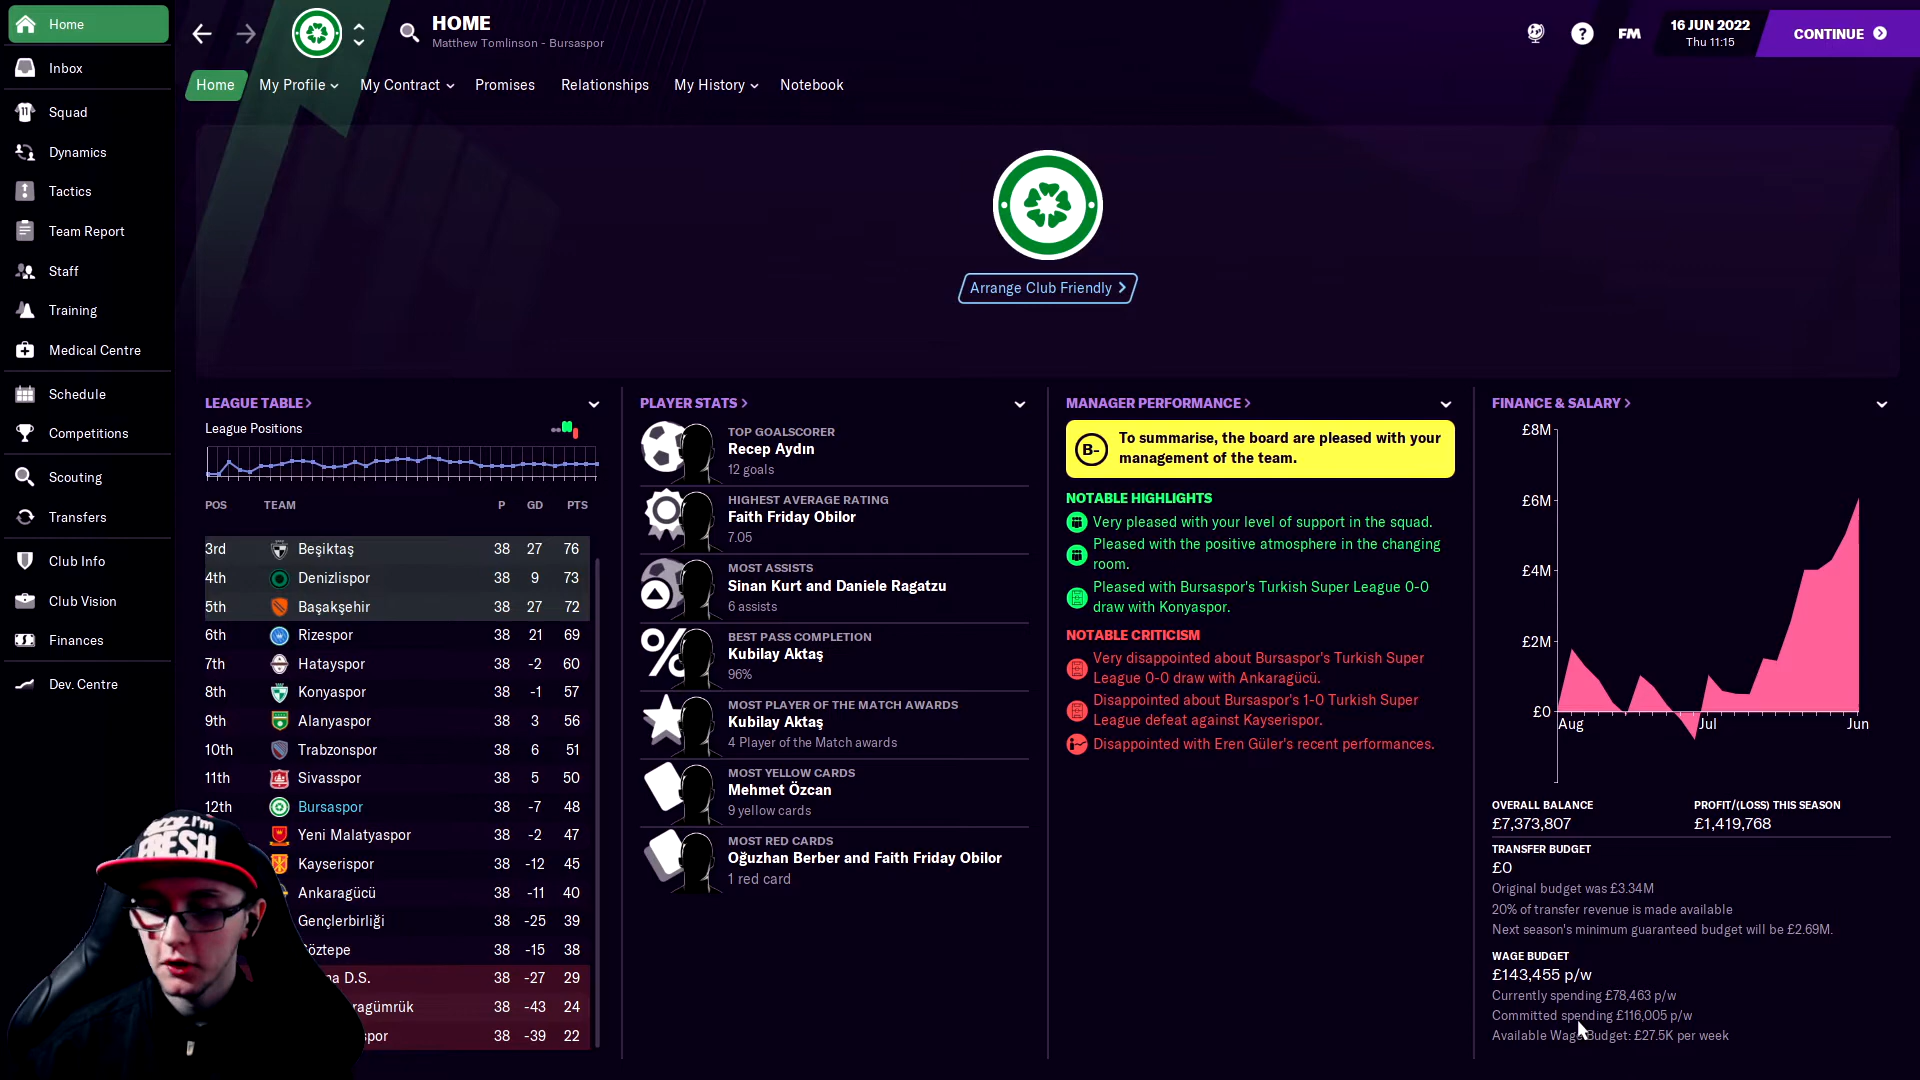 Home
Inbox
Squad
Dynamics
Tactics
Team Report
Staff
Training
Medical Centre
Schedule
Competitions
Scouting
Transfers
Club Info
Club Vision
Finances
Dev. Centre
HOME
Matthew Tomlinson - Bursaspor
?
FM
16 JUN 2022
Thu 11:15
CONTINUE
Home My Profile My Contract Promises Relationships My History Notebook
Arrange Club Friendly
LEAGUE TABLE
League Positions
POS TEAM P GD PTS
3rd Beşiktaş 38 27 76
4th Denizlispor 38 9 73
5th Başakşehir 38 27 72
6th Rizespor 38 21 69
7th Hatayspor 38 -2 60
8th Konyaspor 38 -1 57
9th Alanyaspor 38 3 56
10th Trabzonspor 38 6 51
11th Sivasspor 38 5 50
12th Bursaspor 38 -7 48
Yeni Malatyaspor 38 -2 47
Kayserispor 38 -12 45
Ankaragücü 38 -11 40
Gençlerbirliği 38 -25 39
öztepe 38 -15 38
na D.S. 38 -27 29
ragümrük 38 -43 24
spor 38 -39 22
I'm
FRESH
PLAYER STATS
TOP GOALSCORER
Recep Aydın
12 goals
HIGHEST AVERAGE RATING
Faith Friday Obilor
7.05
MOST ASSISTS
Sinan Kurt and Daniele Ragatzu
6 assists
%
BEST PASS COMPLETION
Kubilay Aktaş
96%
MOST PLAYER OF THE MATCH AWARDS
Kubilay Aktaş
4 Player of the Match awards
MOST YELLOW CARDS
Mehmet Özcan
9 yellow cards
MOST RED CARDS
Oğuzhan Berber and Faith Friday Obilor
1 red card
MANAGER PERFORMANCE
B-
To summarise, the board are pleased with your
management of the team.
NOTABLE HIGHLIGHTS
Very pleased with your level of support in the squad.
Pleased with the positive atmosphere in the changing
room.
Pleased with Bursaspor's Turkish Super League 0-0
draw with Konyaspor.
NOTABLE CRITICISM
Very disappointed about Bursaspor's Turkish Super
League 0-0 draw with Ankaragücü.
Disappointed about Bursaspor's 1-0 Turkish Super
League defeat against Kayserispor.
Disappointed with Eren Güler's recent performances.
FINANCE & SALARY
£8M
£6M
£4M
£2M
£0
Aug Jul Jun
OVERALL BALANCE PROFIT/(LOSS) THIS SEASON
£7,373,807 £1,419,768
TRANSFER BUDGET
£0
Original budget was £3.34M
20% of transfer revenue is made available
Next season's minimum guaranteed budget will be £2.69M.
WAGE BUDGET
£143,455 p/w
Currently spending £78,463 p/w
Committed spending £116,005 p/w
Available Wage Budget: £27.5K per week